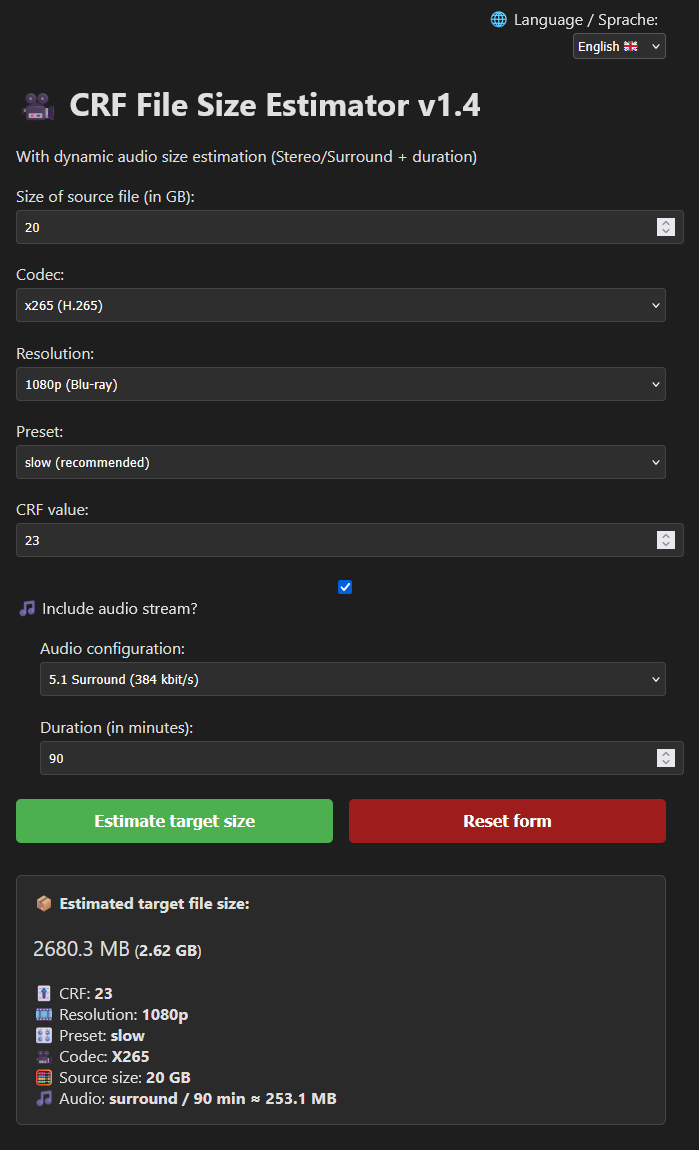 🌐 Language / Sprache:
English 🇬🇧
🎥 CRF File Size Estimator v1.4
With dynamic audio size estimation (Stereo/Surround + duration)
Size of source file (in GB):
20
Codec:
x265 (H.265)
Resolution:
1080p (Blu-ray)
Preset:
slow (recommended)
CRF value:
23
🎵 Include audio stream?
Audio configuration:
5.1 Surround (384 kbit/s)
Duration (in minutes):
90
Estimate target size
Reset form
📦 Estimated target file size:
2680.3 MB (2.62 GB)
CRF: 23
🎞️ Resolution: 1080p
🎛️ Preset: slow
🎥 Codec: X265
🧮 Source size: 20 GB
🎵 Audio: surround / 90 min ≈ 253.1 MB